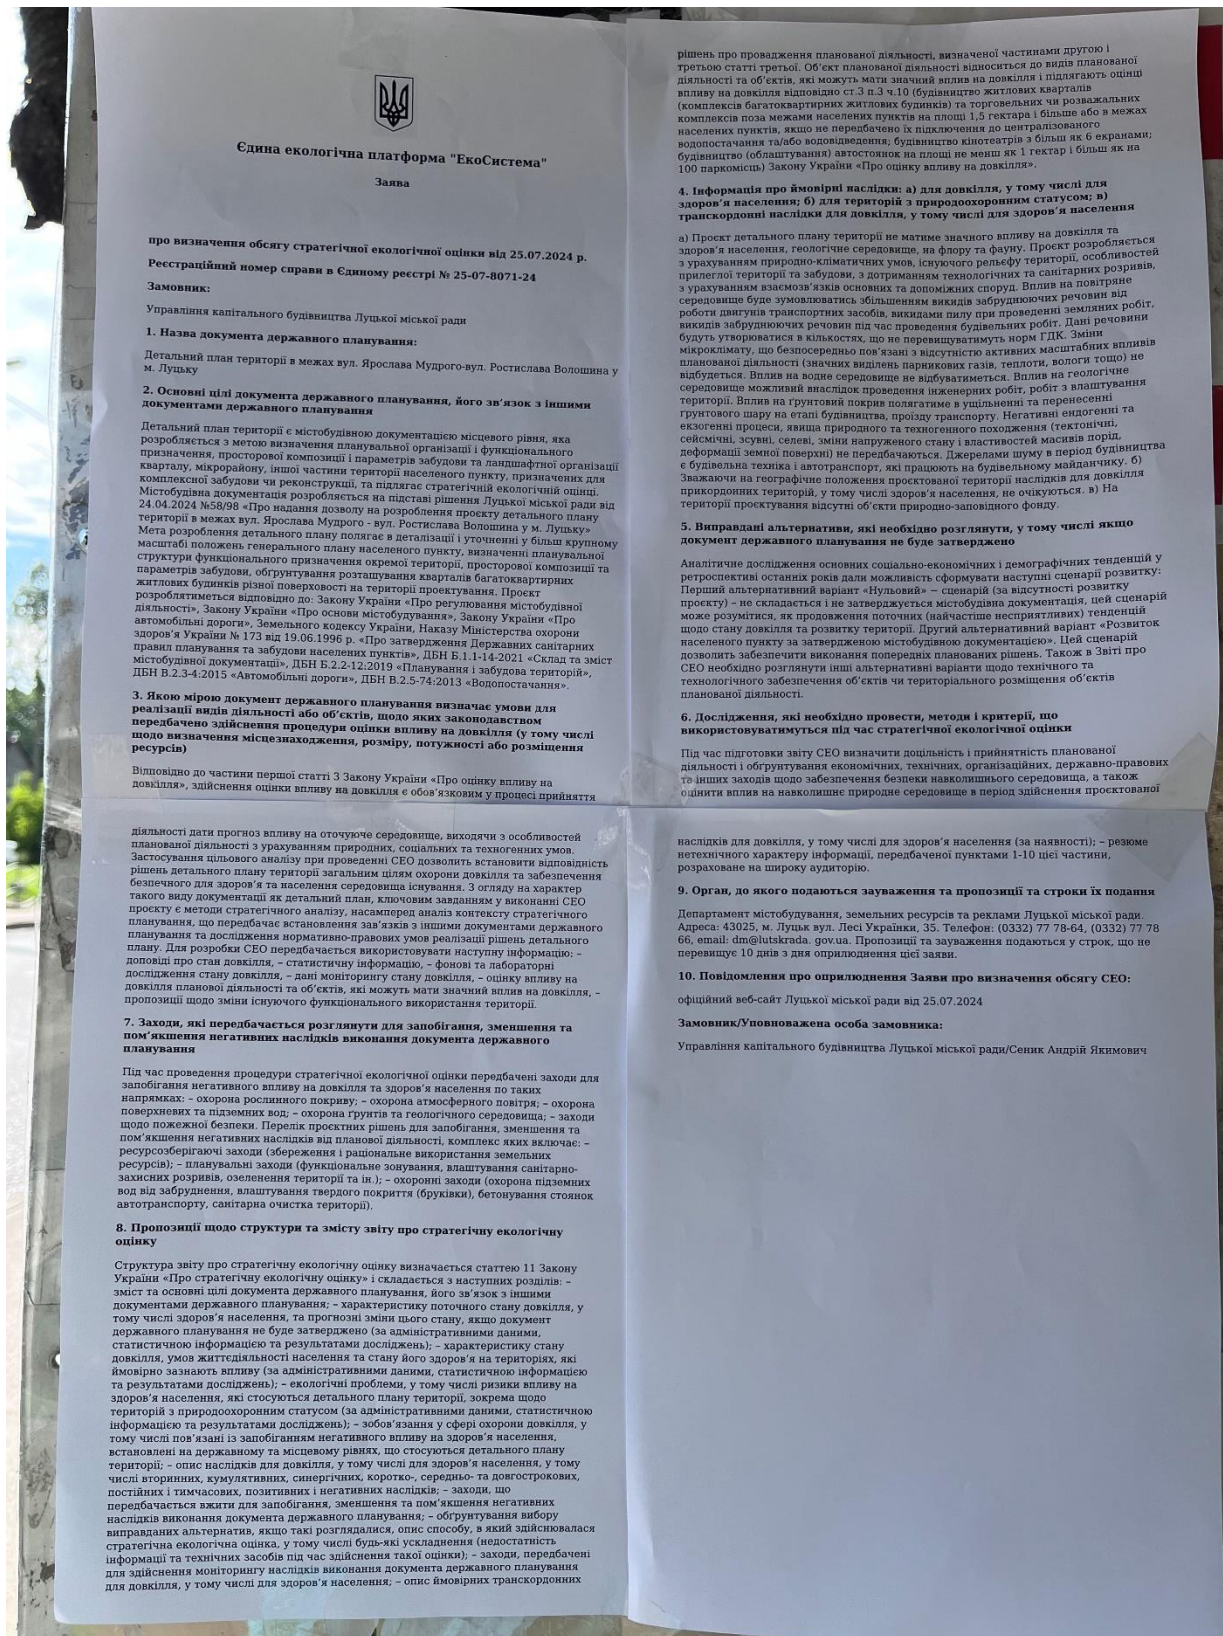 Єдина екологічна платформа "ЕкоСистема"
Заява
про визначення обсягу стратегічної екологічної оцінки від 25.07.2024 р.
Реєстраційний номер справи в Єдиному реєстрі № 25-07-8071-24
Замовник:
Управління капітального будівництва Луцької міської ради
1. Назва документа державного планування:
Детальний план території в межах вул. Ярослава Мудрого-вул. Ростислава Волошина у
м. Луцьку
2. Основні цілі документа державного планування, його зв’язок з іншими
документами державного планування
Детальний план території є містобудівною документацією місцевого рівня, яка
розробляється з метою визначення планувальної організації і функціонального
призначення, просторової композиції і параметрів забудови та ландшафтної організації
кварталу, мікрорайону, іншої частини території населеного пункту, призначених для
комплексної забудови чи реконструкції, та підлягає стратегічній екологічній оцінці.
Містобудівна документація розробляється на підставі рішення Луцької міської ради від
24.04.2024 №58/98 «Про надання дозволу на розроблення проєкту детального плану
території в межах вул. Ярослава Мудрого - вул. Ростислава Волошина у м. Луцьку»
Мета розроблення детального плану полягає в деталізації і уточненні у більш крупному
масштабі положень генерального плану населеного пункту, визначенні планувальної
структури функціонального призначення окремої території, просторової композиції та
параметрів забудови, обґрунтування розташування кварталів багатоквартирних
житлових будинків різної поверховості на території проектування. Проєкт
розроблятиметься відповідно до: Закону України «Про регулювання містобудівної
діяльності», Закону України «Про основи містобудування», Закону України «Про
автомобільні дороги», Земельного кодексу України, Наказу Міністерства охорони
здоров’я України № 173 від 19.06.1996 р. «Про затвердження Державних санітарних
правил планування та забудови населених пунктів», ДБН Б.1.1-14-2021 «Склад та зміст
містобудівної документації», ДБН Б.2.2-12:2019 «Планування і забудова територій»,
ДБН В.2.3-4:2015 «Автомобільні дороги», ДБН В.2.5-74:2013 «Водопостачання».
3. Якою мірою документ державного планування визначає умови для
реалізації видів діяльності або об’єктів, щодо яких законодавством
передбачено здійснення процедури оцінки впливу на довкілля (у тому числі
щодо визначення місцезнаходження, розміру, потужності або розміщення
ресурсів)
Відповідно до частини першої статті 3 Закону України «Про оцінку впливу на
довкілля», здійснення оцінки впливу на довкілля є обов’язковим у процесі прийняття
рішень про провадження планованої діяльності, визначеної частинами другою і
третьою статті третьої. Об’єкт планованої діяльності відноситься до видів планованої
діяльності та об’єктів, які можуть мати значний вплив на довкілля і підлягають оцінці
впливу на довкілля відповідно ст.3 п.3 ч.10 (будівництво житлових кварталів
(комплексів багатоквартирних житлових будинків) та торговельних чи розважальних
комплексів поза межами населених пунктів на площі 1,5 гектара і більше або в межах
населених пунктів, якщо не передбачено їх підключення до централізованого
водопостачання та/або водовідведення; будівництво кінотеатрів з більш як 6 екранами;
будівництво (облаштування) автостоянок на площі не менш як 1 гектар і більш як на
100 паркомісць) Закону України «Про оцінку впливу на довкілля».
4. Інформація про ймовірні наслідки: а) для довкілля, у тому числі для
здоров’я населення; б) для територій з природоохоронним статусом; в)
транскордонні наслідки для довкілля, у тому числі для здоров’я населення
а) Проєкт детального плану території не матиме значного впливу на довкілля та
здоров’я населення, геологічне середовище, на флору та фауну. Проєкт розробляється
з урахуванням природно-кліматичних умов, існуючого рельєфу території, особливостей
прилеглої території та забудови, з дотриманням технологічних та санітарних розривів,
з урахуванням взаємозв’язків основних та допоміжних споруд. Вплив на повітряне
середовище буде зумовлюватись збільшенням викидів забруднюючих речовин від
роботи двигунів транспортних засобів, викидами пилу при проведенні земляних робіт,
викидів забруднюючих речовин під час проведення будівельних робіт. Дані речовини
будуть утворюватися в кількостях, що не перевищуватимуть норм ГДК. Зміни
мікроклімату, що безпосередньо пов’язані з відсутністю активних масштабних впливів
планованої діяльності (значних виділень парникових газів, теплоти, вологи тощо) не
відбудеться. Вплив на водне середовище не відбуватиметься. Вплив на геологічне
середовище можливий внаслідок проведення інженерних робіт, робіт з влаштування
території. Вплив на ґрунтовий покрив полягатиме в ущільненні та перенесенні
ґрунтового шару на етапі будівництва, проїзду транспорту. Негативні ендогенні та
екзогенні процеси, явища природного та техногенного походження (тектонічні,
сейсмічні, зсувні, селеві, зміни напруженого стану і властивостей масивів порід,
деформації земної поверхні) не передбачаються. Джерелами шуму в період будівництва
є будівельна техніка і автотранспорт, які працюють на будівельному майданчику. б)
Зважаючи на географічне положення проєктованої території наслідків для довкілля
прикордонних територій, у тому числі здоров’я населення, не очікуються. в) На
території проєктування відсутні об’єкти природно-заповідного фонду.
5. Виправдані альтернативи, які необхідно розглянути, у тому числі якщо
документ державного планування не буде затверджено
Аналітичне дослідження основних соціально-економічних і демографічних тенденцій у
ретроспективі останніх років дали можливість сформувати наступні сценарії розвитку:
Перший альтернативний варіант «Нульовий» − сценарій (за відсутності розвитку
проєкту) – не складається і не затверджується містобудівна документація, цей сценарій
може розумітися, як продовження поточних (найчастіше несприятливих) тенденцій
щодо стану довкілля та розвитку території. Другий альтернативний варіант «Розвиток
населеного пункту за затвердженою містобудівною документацією». Цей сценарій
дозволить забезпечити виконання попередніх планованих рішень. Також в Звіті про
СЕО необхідно розглянути інші альтернативні варіанти щодо технічного та
технологічного забезпечення об’єктів чи територіального розміщення об’єктів
планованої діяльності.
6. Дослідження, які необхідно провести, методи і критерії, що
використовуватимуться під час стратегічної екологічної оцінки
Під час підготовки звіту СЕО визначити доцільність і прийнятність планованої
діяльності і обґрунтування економічних, технічних, організаційних, державно-правових
та інших заходів щодо забезпечення безпеки навколишнього середовища, а також
оцінити вплив на навколишнє природне середовище в період здійснення проєктованої
діяльності дати прогноз впливу на оточуюче середовище, виходячи з особливостей
планованої діяльності з урахуванням природних, соціальних та техногенних умов.
Застосування цільового аналізу при проведенні СЕО дозволить встановити відповідність
рішень детального плану території загальним цілям охорони довкілля та забезпечення
безпечного для здоров’я та населення середовища існування. З огляду на характер
такого виду документації як детальний план, ключовим завданням у виконанні СЕО
проєкту є методи стратегічного аналізу, насамперед аналіз контексту стратегічного
планування, що передбачає встановлення зав’язків з іншими документами державного
планування та дослідження нормативно-правових умов реалізації рішень детального
плану. Для розробки СЕО передбачається використовувати наступну інформацію: –
доповіді про стан довкілля, – статистичну інформацію, – фонові та лабораторні
дослідження стану довкілля, – дані моніторингу стану довкілля, – оцінку впливу на
довкілля планової діяльності та об’єктів, які можуть мати значний вплив на довкілля, –
пропозиції щодо зміни існуючого функціонального використання території.
7. Заходи, які передбачається розглянути для запобігання, зменшення та
пом’якшення негативних наслідків виконання документа державного
планування
Під час проведення процедури стратегічної екологічної оцінки передбачені заходи для
запобігання негативного впливу на довкілля та здоров’я населення по таких
напрямках: – охорона рослинного покриву; – охорона атмосферного повітря; – охорона
поверхневих та підземних вод; – охорона ґрунтів та геологічного середовища; – заходи
щодо пожежної безпеки. Перелік проєктних рішень для запобігання, зменшення та
пом’якшення негативних наслідків від планової діяльності, комплекс яких включає: –
ресурсозберігаючі заходи (збереження і раціональне використання земельних
ресурсів); – планувальні заходи (функціональне зонування, влаштування санітарно-
захисних розривів, озеленення території та ін.); – охоронні заходи (охорона підземних
вод від забруднення, влаштування твердого покриття (бруківки), бетонування стоянок
автотранспорту, санітарна очистка території).
8. Пропозиції щодо структури та змісту звіту про стратегічну екологічну
оцінку
Структура звіту про стратегічну екологічну оцінку визначається статтею 11 Закону
України «Про стратегічну екологічну оцінку» і складається з наступних розділів: –
зміст та основні цілі документа державного планування, його зв’язок з іншими
документами державного планування; – характеристику поточного стану довкілля, у
тому числі здоров’я населення, та прогнозні зміни цього стану, якщо документ
державного планування не буде затверджено (за адміністративними даними,
статистичною інформацією та результатами досліджень); – характеристику стану
довкілля, умов життєдіяльності населення та стану його здоров’я на територіях, які
ймовірно зазнають впливу (за адміністративними даними, статистичною інформацією
та результатами досліджень); – екологічні проблеми, у тому числі ризики впливу на
здоров’я населення, які стосуються детального плану території, зокрема щодо
територій з природоохоронним статусом (за адміністративними даними, статистичною
інформацією та результатами досліджень); – зобов’язання у сфері охорони довкілля, у
тому числі пов’язані із запобіганням негативного впливу на здоров’я населення,
встановлені на державному та місцевому рівнях, що стосуються детального плану
території; – опис наслідків для довкілля, у тому числі для здоров’я населення, у тому
числі вторинних, кумулятивних, синергічних, коротко-, середньо- та довгострокових,
постійних і тимчасових, позитивних і негативних наслідків; – заходи, що
передбачається вжити для запобігання, зменшення та пом’якшення негативних
наслідків виконання документа державного планування; – обґрунтування вибору
виправданих альтернатив, якщо такі розглядалися, опис способу, в який здійснювалася
стратегічна екологічна оцінка, у тому числі будь-які ускладнення (недостатність
інформації та технічних засобів під час здійснення такої оцінки); – заходи, передбачені
для здійснення моніторингу наслідків виконання документа державного планування
для довкілля, у тому числі для здоров’я населення; – опис ймовірних транскордонних
наслідків для довкілля, у тому числі для здоров’я населення (за наявності); – резюме
нетехнічного характеру інформації, передбаченої пунктами 1-10 цієї частини,
розраховане на широку аудиторію.
9. Орган, до якого подаються зауваження та пропозиції та строки їх подання
Департамент містобудування, земельних ресурсів та реклами Луцької міської ради.
Адреса: 43025, м. Луцьк вул. Лесі Українки, 35. Телефон: (0332) 77 78-64, (0332) 77 78
66, email: dm@lutskrada. gov.ua. Пропозиції та зауваження подаються у строк, що не
перевищує 10 днів з дня оприлюднення цієї заяви.
10. Повідомлення про оприлюднення Заяви про визначення обсягу СЕО:
офіційний веб-сайт Луцької міської ради від 25.07.2024
Замовник/Уповноважена особа замовника:
Управління капітального будівництва Луцької міської ради/Сеник Андрій Якимович